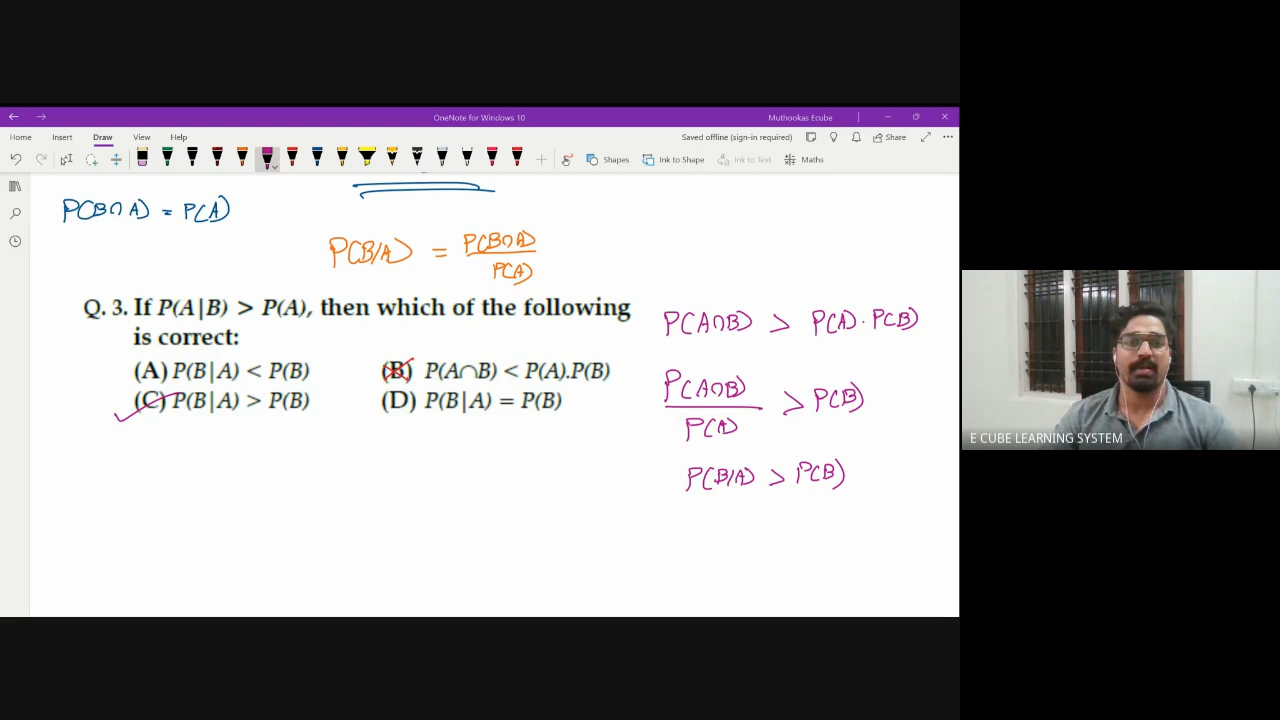 OneNote for Windows 10
Muthookas Ecube
Home Insert Draw View Help
Saved offline (sign-in required)
Share
Shapes
Ink to Shape
Ink to Text
Maths
P(B∩A) = P(A)
P(B/A) = P(B∩A)
P(A)
Q. 3. If P(A|B) > P(A), then which of the following
is correct:
(A) P(B|A) < P(B) (B) P(A∩B) < P(A).P(B)
(C) P(B|A) > P(B) (D) P(B|A) = P(B)
P(A∩B) > P(A) · P(B)
P(A∩B) > P(B)
P(A)
P(B/A) > P(B)
E CUBE LEARNING SYSTEM